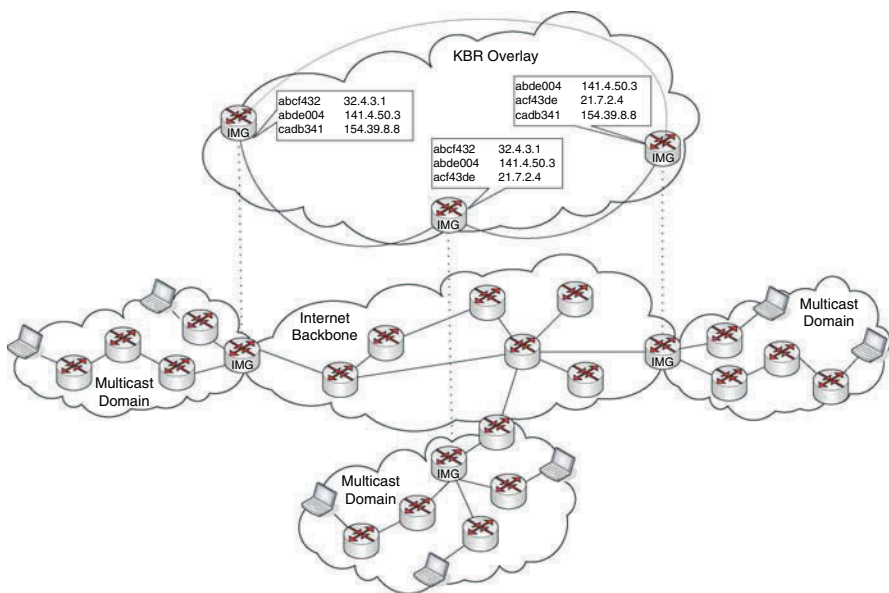 KBR Overlay
abcf432 32.4.3.1
abde004 141.4.50.3
cadb341 154.39.8.8
IMG
abde004 141.4.50.3
acf43de 21.7.2.4
cadb341 154.39.8.8
IMG
abcf432 32.4.3.1
abde004 141.4.50.3
acf43de 21.7.2.4
IMG
Internet
Backbone
Multicast
Domain
IMG
Multicast
Domain
IMG
Multicast
Domain
IMG